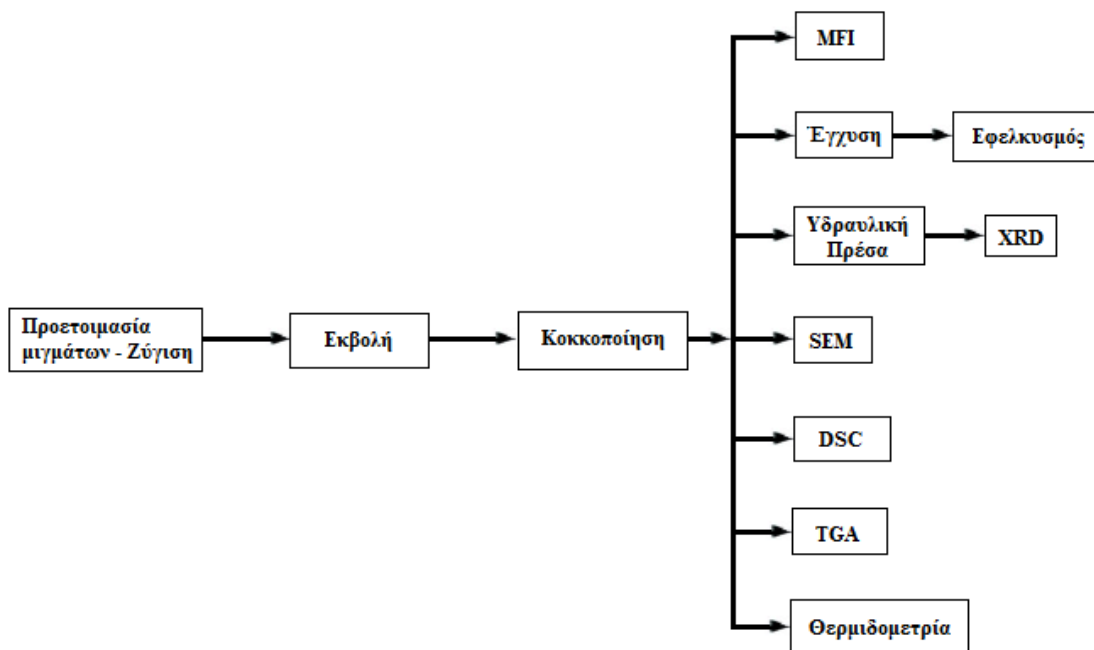 MFI
Έγχυση
Εφελκυσμός
Υδραυλική
Πρέσα
XRD
Προετοιμασία
μιγμάτων - Ζύγιση
Εκβολή
Κοκκοποίηση
SEM
DSC
TGA
Θερμιδομετρία